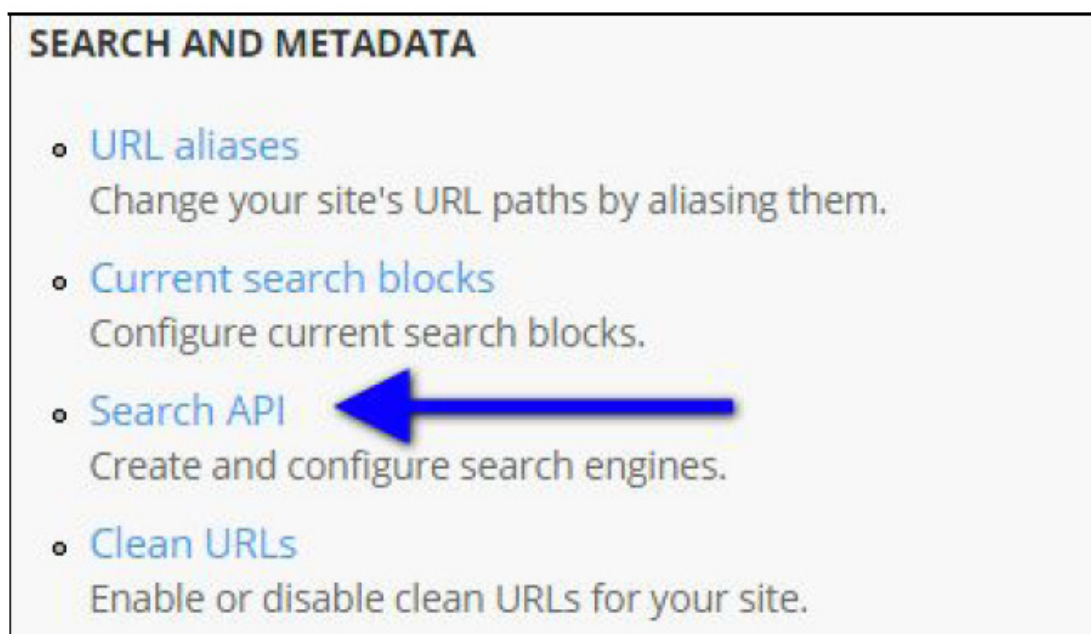 SEARCH AND METADATA
URL aliases
Change your site's URL paths by aliasing them.
Current search blocks
Configure current search blocks.
Search API
Create and configure search engines.
Clean URLs
Enable or disable clean URLs for your site.